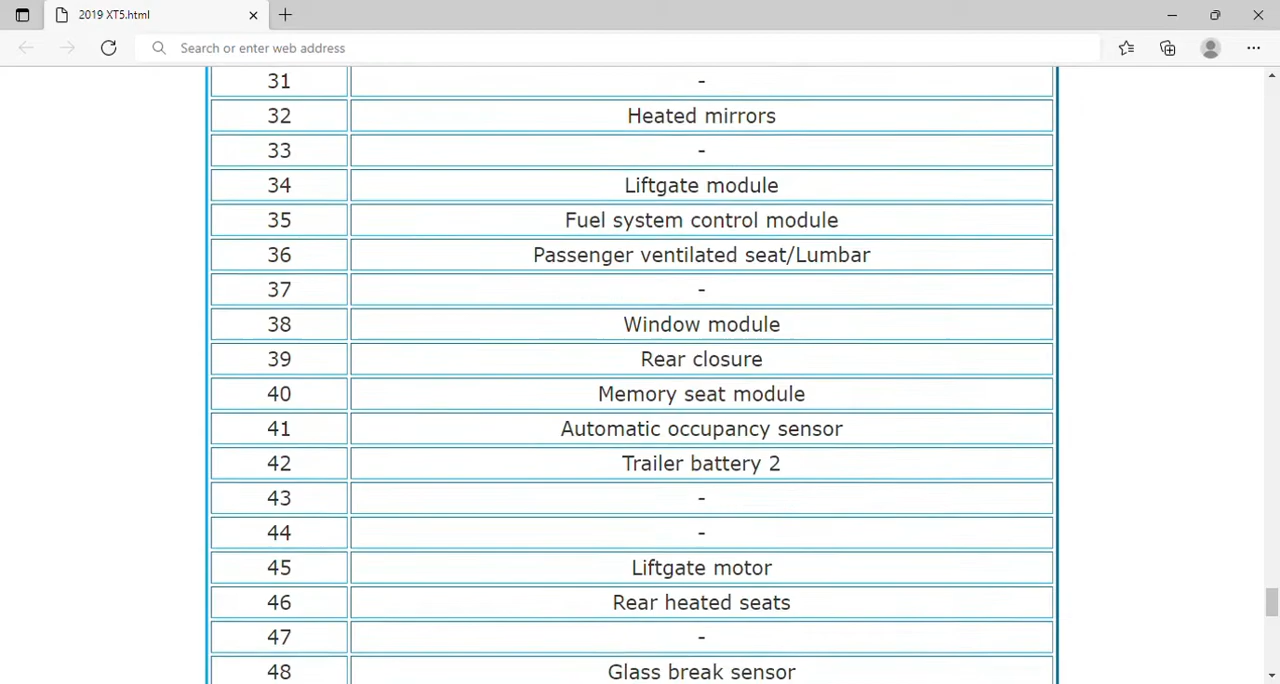 2019 XT5.html
Search or enter web address
31 -
32 Heated mirrors
33 -
34 Liftgate module
35 Fuel system control module
36 Passenger ventilated seat/Lumbar
37 -
38 Window module
39 Rear closure
40 Memory seat module
41 Automatic occupancy sensor
42 Trailer battery 2
43 -
44 -
45 Liftgate motor
46 Rear heated seats
47 -
48 Glass break sensor